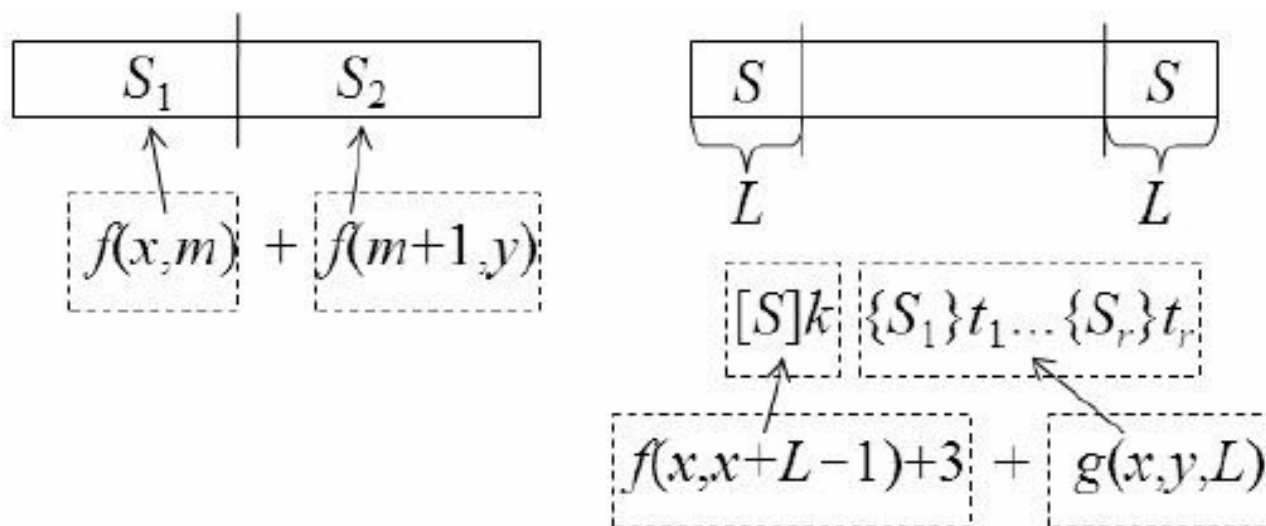 S₁ S₂
f(x,m) + f(m+1,y)
S S
L L
[S]k {S₁}t₁...{Sᵣ}tᵣ
f(x,x+L−1)+3 + g(x,y,L)